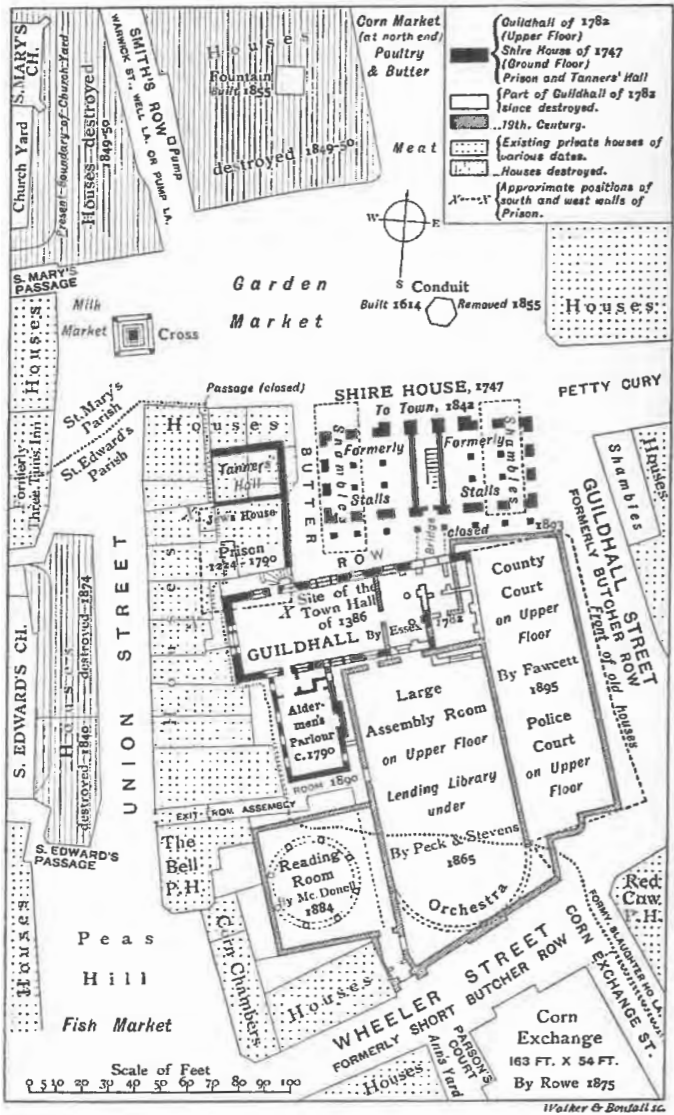 S. MARY'S
CH.
Church Yard
Present Boundary of Church-Yard
Houses destroyed
1849-50
SMITH'S ROW
WARWICK ST., WELL LA. OR PUMP LA.
Pump
Houses
Fountain
Built 1855
destroyed 1849-50
Corn Market
(at north end)
Poultry
& Butter
Meat
Guildhall of 1782
(Upper Floor)
Shire House of 1747
(Ground Floor)
Prison and Tanners' Hall
Part of Guildhall of 1782
since destroyed.
19th. Century.
Existing private houses of
various dates.
Houses destroyed.
X----X
Approximate positions of
south and west walls of
Prison.
W E
S
S. MARY'S
PASSAGE
Milk
Market
Cross
Garden
Market
Conduit
Built 1614
Removed 1855
Houses
Houses
Formerly
Three Tuns Inn
St. Mary's
Parish
St. Edward's
Parish
Passage (closed)
SHIRE HOUSE, 1747
To Town, 1842
PETTY CURY
Houses
Tanners'
Hall
X
Jew's House
Prison
1224-1790
BUTTER
ROW
Shambles
Formerly
Stalls
Formerly
Shambles
Stalls
Bridge
closed
1893
Houses
Shambles
GUILDHALL STREET
FORMERLY BUTCHER ROW
Front of old houses
UNION STREET
Houses
X
Site of the
Town Hall
of 1386
GUILDHALL By Essex 1782
Alder-
men's
Parlour
c. 1790
County
Court
on Upper
Floor
By Fawcett
1895
Police
Court
on Upper
Floor
Large
Assembly Room
on Upper Floor
Lending Library
under
By Peck & Stevens
1865
Orchestra
S. EDWARD'S CH.
Houses
destroyed 1840
destroyed 1874
S. EDWARD'S
PASSAGE
EXIT FROM ASSEMBLY
ROOM 1890
The
Bell
P.H.
Reading
Room
By Mc. Donell
1884
Corn Chambers
Houses
Houses
Peas
Hill
Fish Market
WHEELER STREET
FORMERLY SHORT BUTCHER ROW
Red
Cow
P.H.
FORMY. SLAUGHTER HO. LA.
CORN EXCHANGE ST.
PARSON'S
COURT
Ann's Yard
Houses
Corn
Exchange
163 FT. X 54 FT.
By Rowe 1875
Scale of Feet
0 5 10 20 30 40 50 60 70 80 90 100
Walker & Boutall sc.